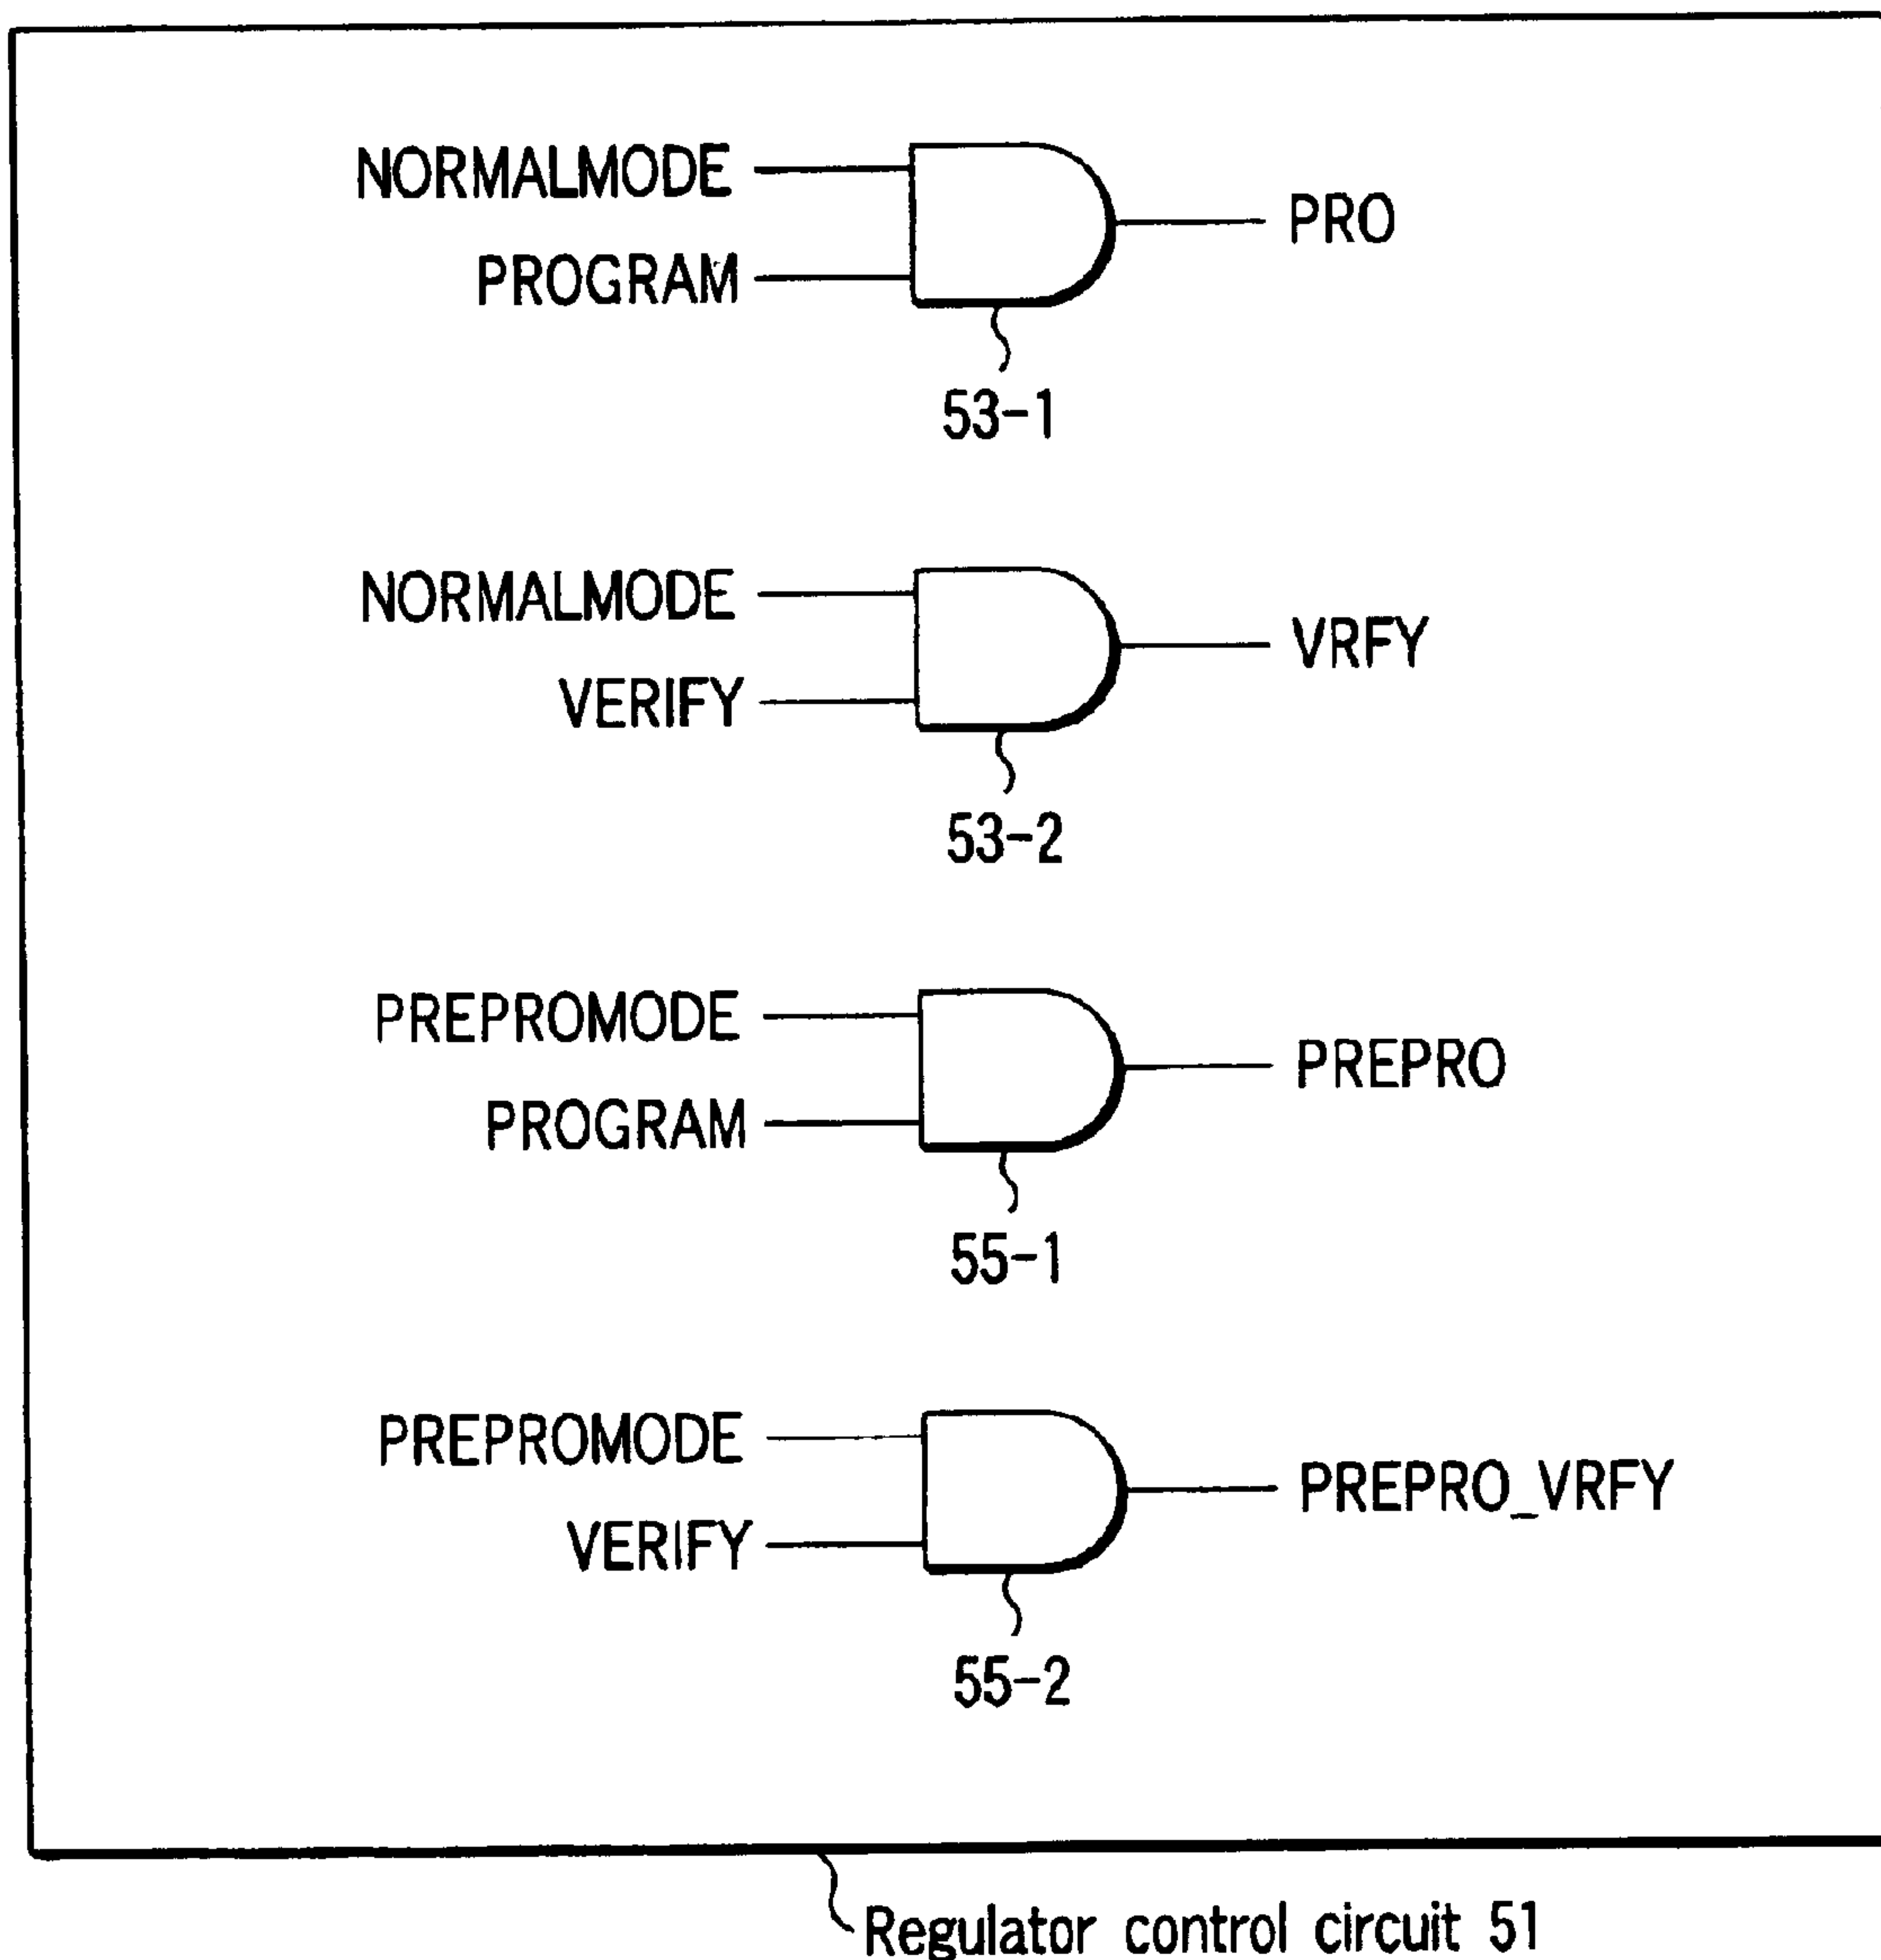 NORMALMODE
PRO
PROGRAM
53-1
NORMALMODE
VRFY
VERIFY
53-2
PREPROMODE
PREPRO
PROGRAM
55-1
PREPROMODE
PREPRO_VRFY
VERIFY
55-2
Regulator control circuit 51